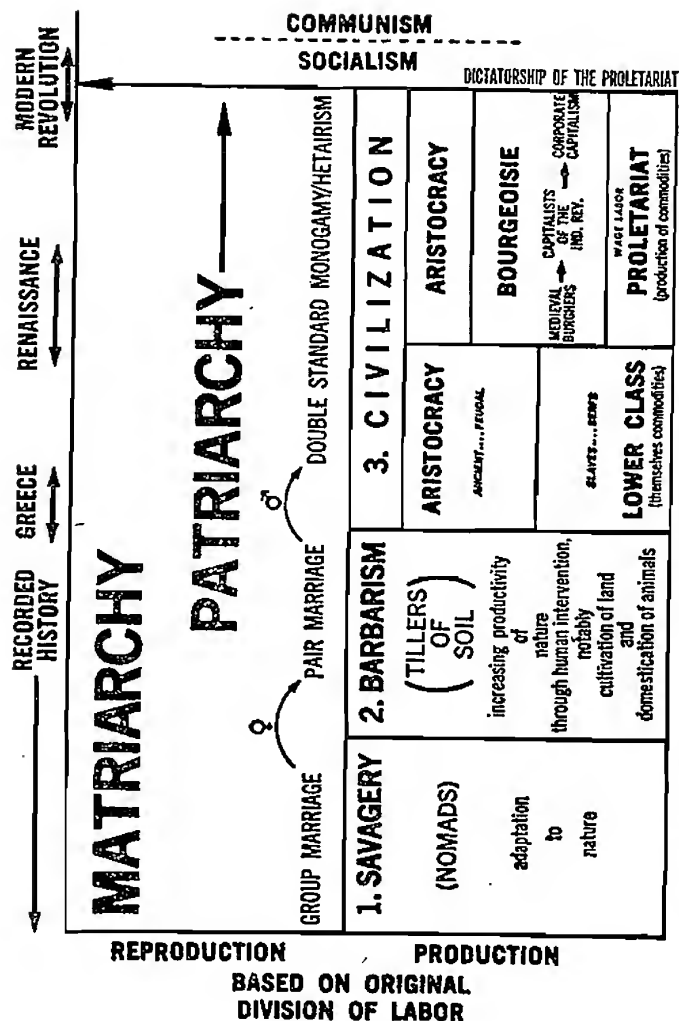 COMMUNISM
SOCIALISM
DICTATORSHIP OF THE PROLETARIAT
MODERN
REVOLUTION
RENAISSANCE
GREECE
RECORDED
HISTORY
MATRIARCHY
PATRIARCHY
GROUP MARRIAGE
♀
PAIR MARRIAGE
♂
DOUBLE STANDARD MONOGAMY/HETAIRISM
1. SAVAGERY
(NOMADS)
adaptation
to
nature
2. BARBARISM
(TILLERS
OF
SOIL)
increasing productivity
of
nature
through human intervention,
notably
cultivation of land
and
domestication of animals
3. CIVILIZATION
ARISTOCRACY
ANCIENT....FEUDAL
SLAVES....SERFS
LOWER CLASS
(themselves commodities)
ARISTOCRACY
BOURGEOISIE
MEDIEVAL
BURGHERS
CAPITALISTS
OF THE
IND. REV.
CORPORATE
CAPITALISM
WAGE LABOR
PROLETARIAT
(production of commodities)
REPRODUCTION
PRODUCTION
BASED ON ORIGINAL
DIVISION OF LABOR